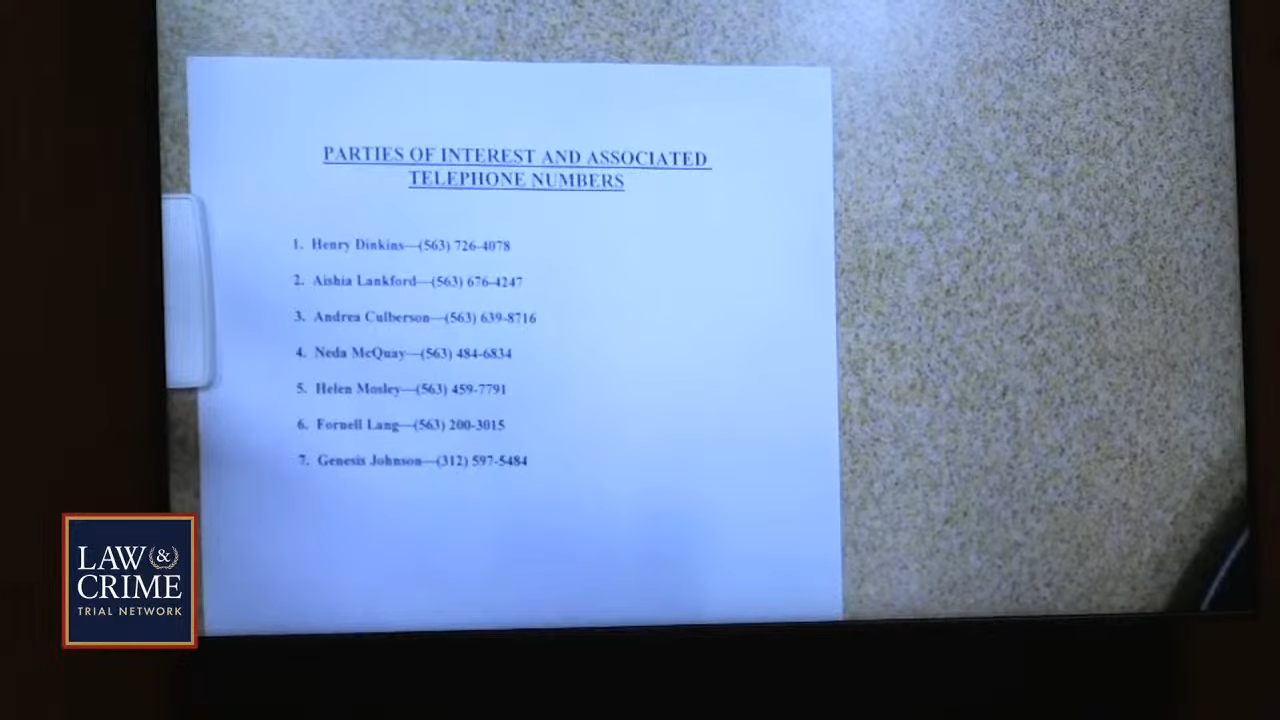 PARTIES OF INTEREST AND ASSOCIATED
TELEPHONE NUMBERS
1. Henry Dinkins—(563) 726-4078
2. Aishia Lankford—(563) 676-4247
3. Andrea Culberson—(563) 639-8716
4. Neda McQuay—(563) 484-6834
5. Helen Mosley—(563) 459-7791
6. Fornell Lang—(563) 200-3015
7. Genesis Johnson—(312) 597-5484
LAW &
CRIME
TRIAL NETWORK